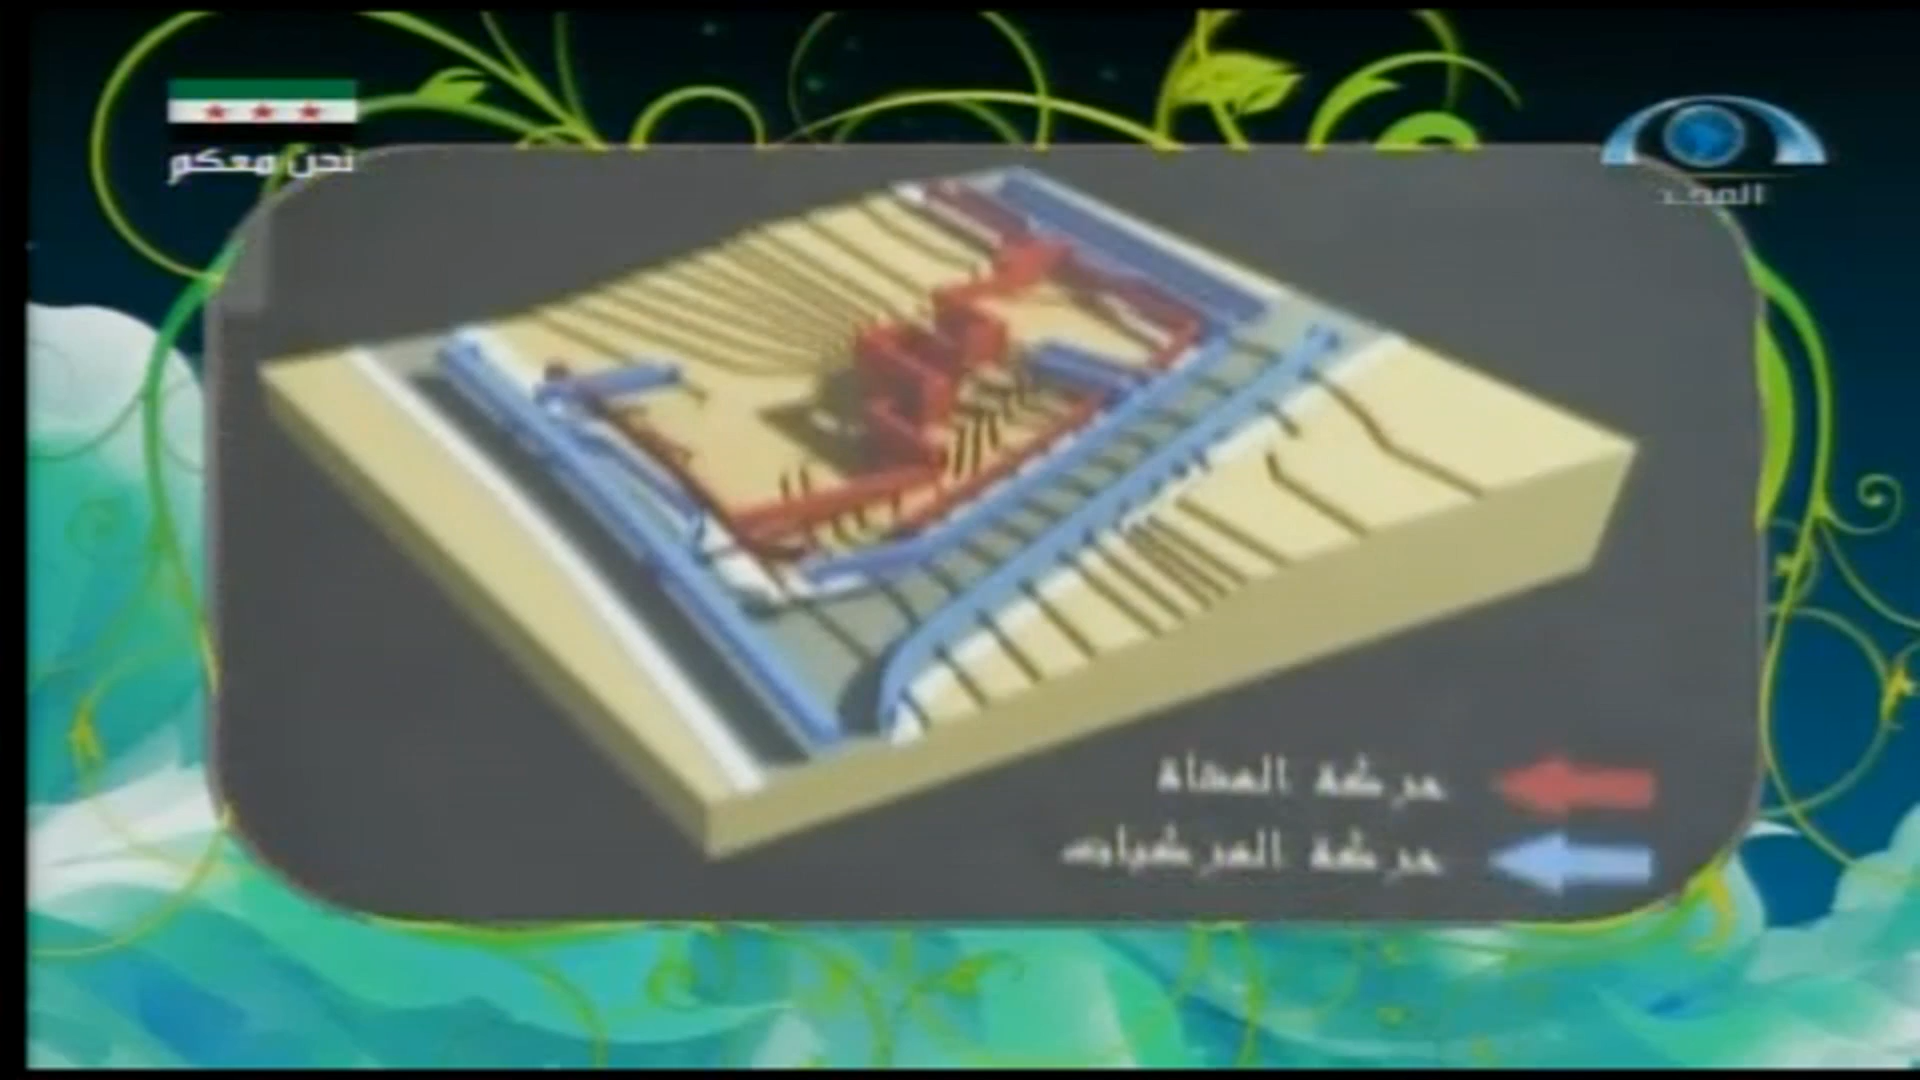 نحن معكم
المجد
حركة المشاة
حركة المركبات